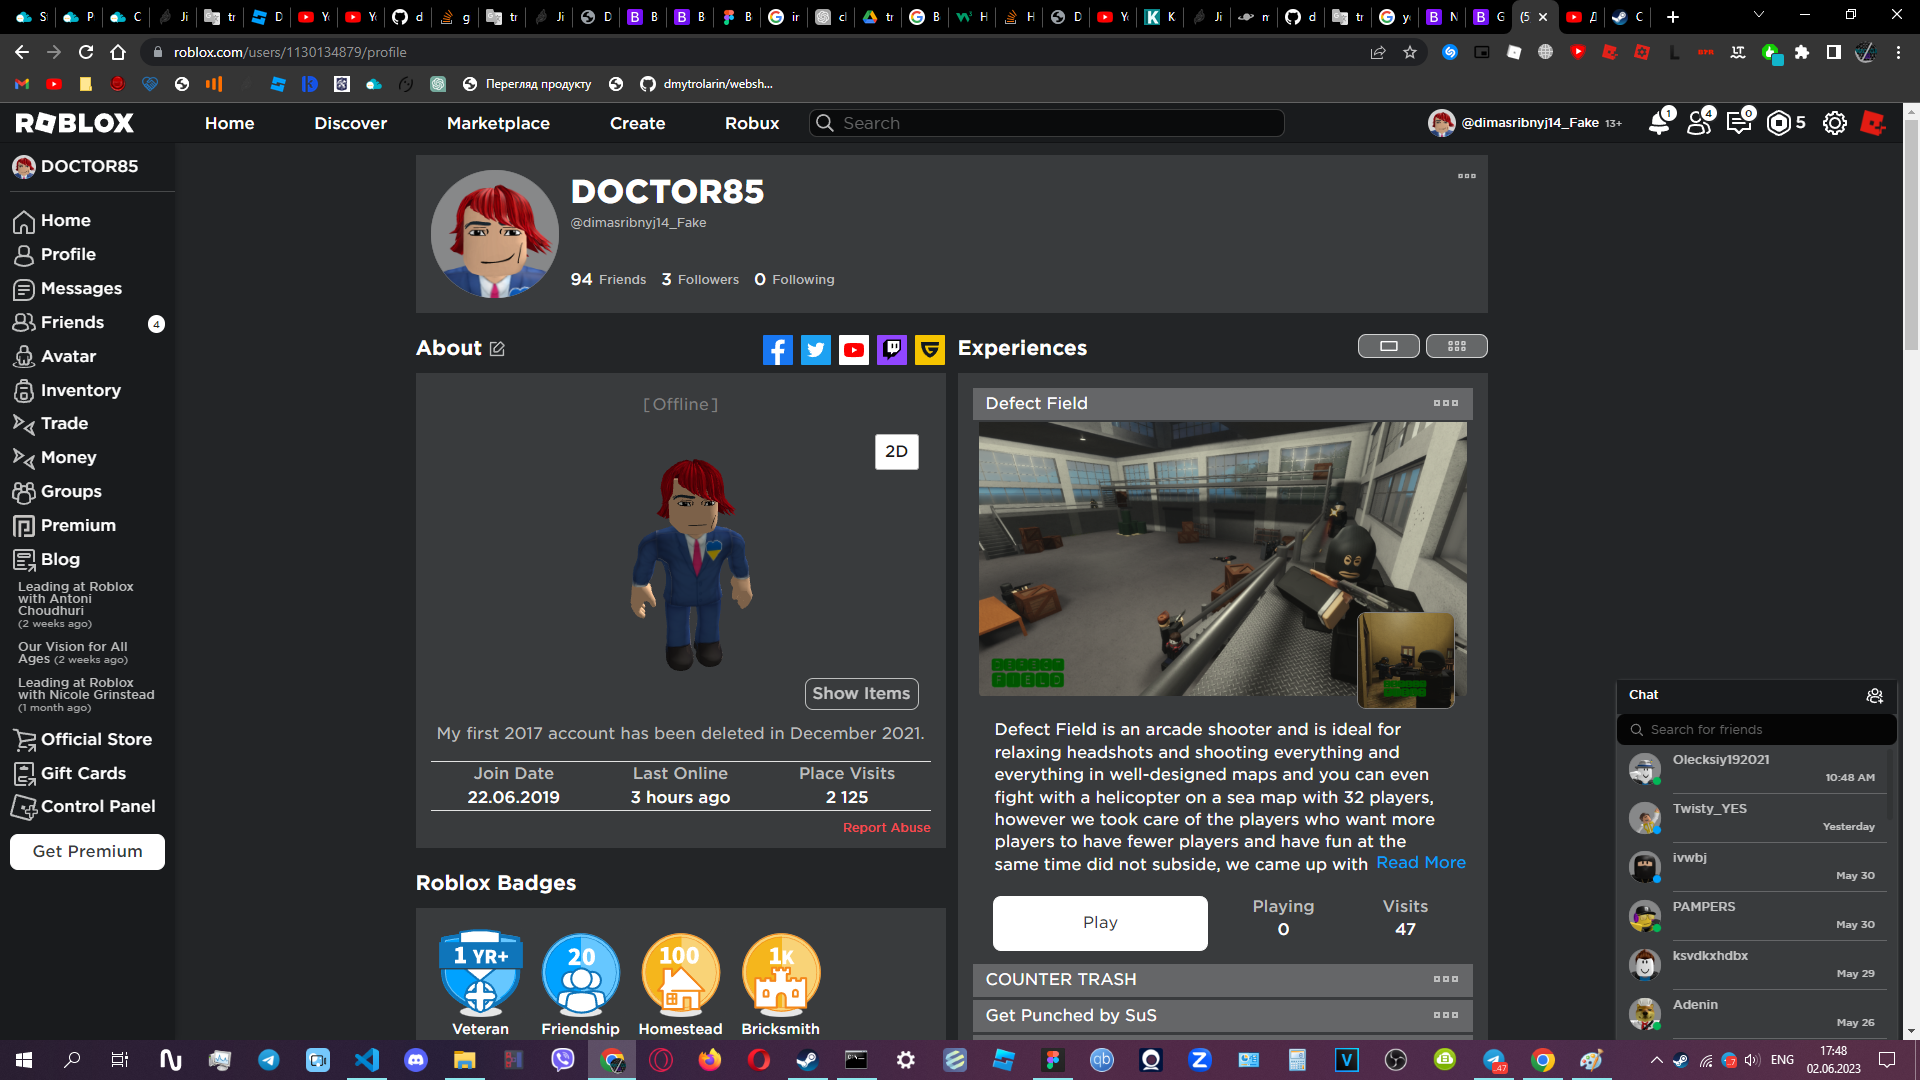 roblox.com/users/1130134879/profile
Перегляд продукту
dmytrolarin/websh...
ROBLOX
Home
Discover
Marketplace
Create
Robux
Search
@dimasribnyj14_Fake 13+
1
4
0
5
DOCTOR85
Home
Profile
Messages
Friends
4
Avatar
Inventory
Trade
Money
Groups
Premium
Blog
Leading at Roblox
with Antoni
Choudhuri
(2 weeks ago)
Our Vision for All
Ages (2 weeks ago)
Leading at Roblox
with Nicole Grinstead
(1 month ago)
Official Store
Gift Cards
Control Panel
Get Premium
DOCTOR85
@dimasribnyj14_Fake
94 Friends 3 Followers 0 Following
About
[ Offline ]
2D
Show Items
My first 2017 account has been deleted in December 2021.
Join Date
22.06.2019
Last Online
3 hours ago
Place Visits
2 125
Report Abuse
Roblox Badges
1 YR+
Veteran
20
Friendship
100
Homestead
1K
Bricksmith
Experiences
Defect Field
Defect Field is an arcade shooter and is ideal for
relaxing headshots and shooting everything and
everything in well-designed maps and you can even
fight with a helicopter on a sea map with 32 players,
however we took care of the players who want more
players to have fewer players and have fun at the
same time did not subside, we came up with Read More
Play
Playing
0
Visits
47
COUNTER TRASH
Get Punched by SuS
Chat
Search for friends
Olecksiy192021
10:48 AM
Twisty_YES
Yesterday
ivwbj
May 30
PAMPERS
May 30
ksvdkxhdbx
May 29
Adenin
May 26
ENG
17:48
02.06.2023